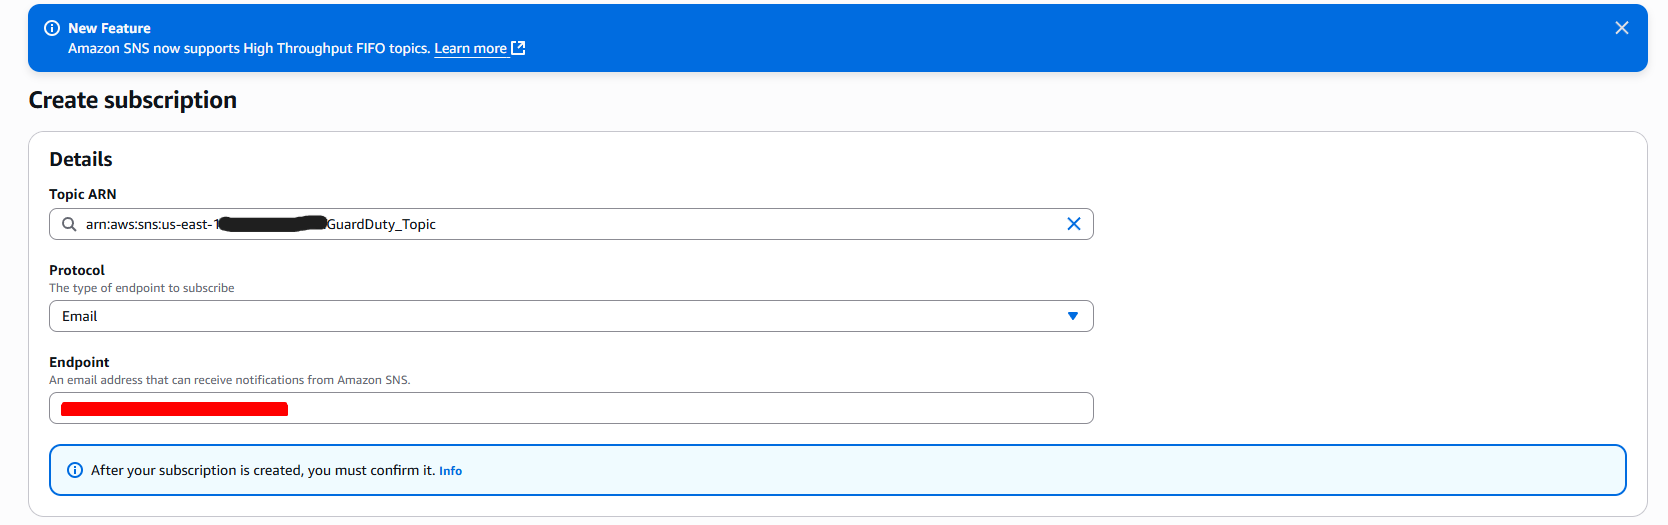 New Feature
Amazon SNS now supports High Throughput FIFO topics. Learn more
Create subscription
Details
Topic ARN
arn:aws:sns:us-east-1 GuardDuty_Topic
Protocol
The type of endpoint to subscribe
Email
Endpoint
An email address that can receive notifications from Amazon SNS.
After your subscription is created, you must confirm it. Info